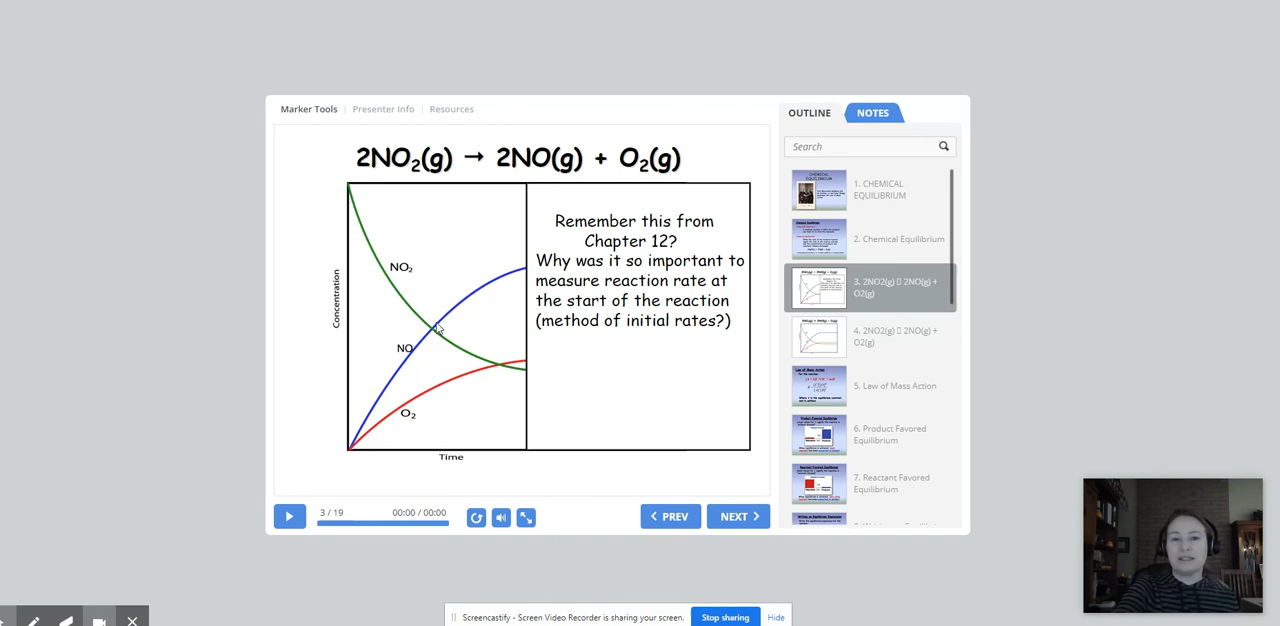 Marker Tools
Presenter Info
Resources
OUTLINE
NOTES
2NO₂(g) → 2NO(g) + O₂(g)
Search
Remember this from
Chapter 12?
Why was it so important to
measure reaction rate at
the start of the reaction
(method of initial rates?)
Concentration
NO₂
NO
O₂
Time
1. CHEMICAL
EQUILIBRIUM
2. Chemical Equilibrium
3. 2NO2(g) ▯ 2NO(g) +
O2(g)
4. 2NO2(g) ▯ 2NO(g) +
O2(g)
5. Law of Mass Action
6. Product Favored
Equilibrium
7. Reactant Favored
Equilibrium
3 / 19
00:00 / 00:00
PREV
NEXT
Screencastify - Screen Video Recorder is sharing your screen.
Stop sharing
Hide